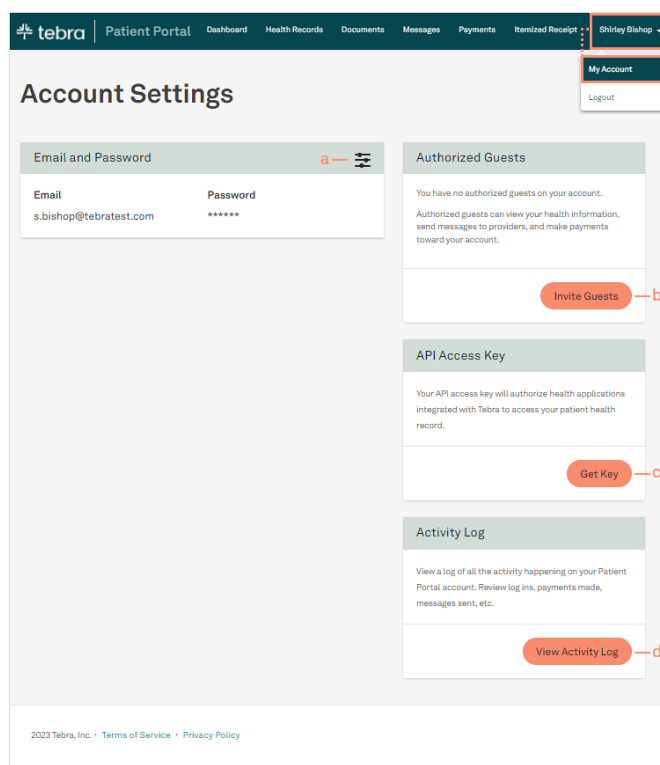 tebra Patient Portal Dashboard Health Records Documents Messages Payments Itemized Receipt Shirley Bishop
My Account
Logout
Account Settings
Email and Password a
Email Password
s.bishop@tebratest.com ******
Authorized Guests
You have no authorized guests on your account.
Authorized guests can view your health information,
send messages to providers, and make payments
toward your account.
Invite Guests b
API Access Key
Your API access key will authorize health applications
integrated with Tebra to access your patient health
record.
Get Key c
Activity Log
View a log of all the activity happening on your Patient
Portal account. Review log ins, payments made,
messages sent, etc.
View Activity Log d
2023 Tebra, Inc. • Terms of Service • Privacy Policy